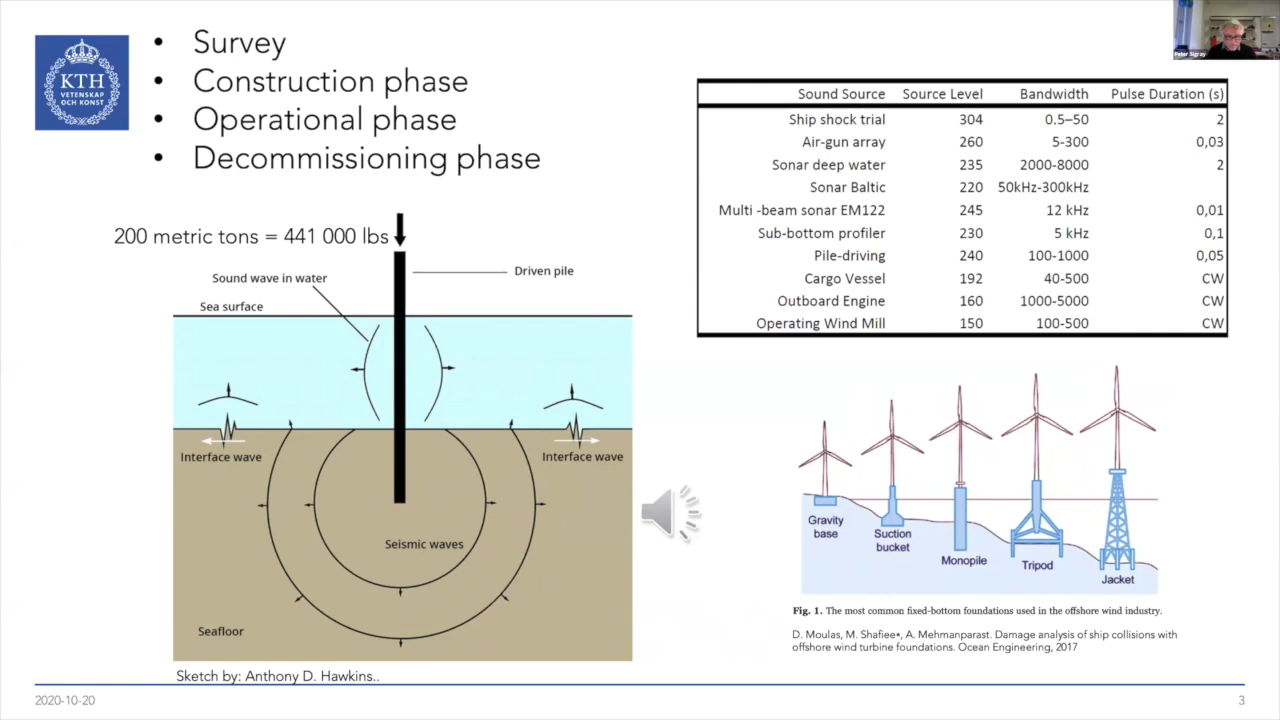 KTH
VETENSKAP
OCH KONST
• Survey
• Construction phase
• Operational phase
• Decommissioning phase
Peter Sigray
200 metric tons = 441 000 lbs
Driven pile
Sound wave in water
Sea surface
Interface wave
Interface wave
Seismic waves
Seafloor
Sketch by: Anthony D. Hawkins..
Sound Source Source Level Bandwidth Pulse Duration (s)
Ship shock trial 304 0.5–50 2
Air-gun array 260 5-300 0,03
Sonar deep water 235 2000-8000 2
Sonar Baltic 220 50kHz-300kHz
Multi -beam sonar EM122 245 12 kHz 0,01
Sub-bottom profiler 230 5 kHz 0,1
Pile-driving 240 100-1000 0,05
Cargo Vessel 192 40-500 CW
Outboard Engine 160 1000-5000 CW
Operating Wind Mill 150 100-500 CW
Gravity
base
Suction
bucket
Monopile
Tripod
Jacket
Fig. 1. The most common fixed-bottom foundations used in the offshore wind industry.
D. Moulas, M. Shafiee*, A. Mehmanparast. Damage analysis of ship collisions with
offshore wind turbine foundations. Ocean Engineering, 2017
2020-10-20
3